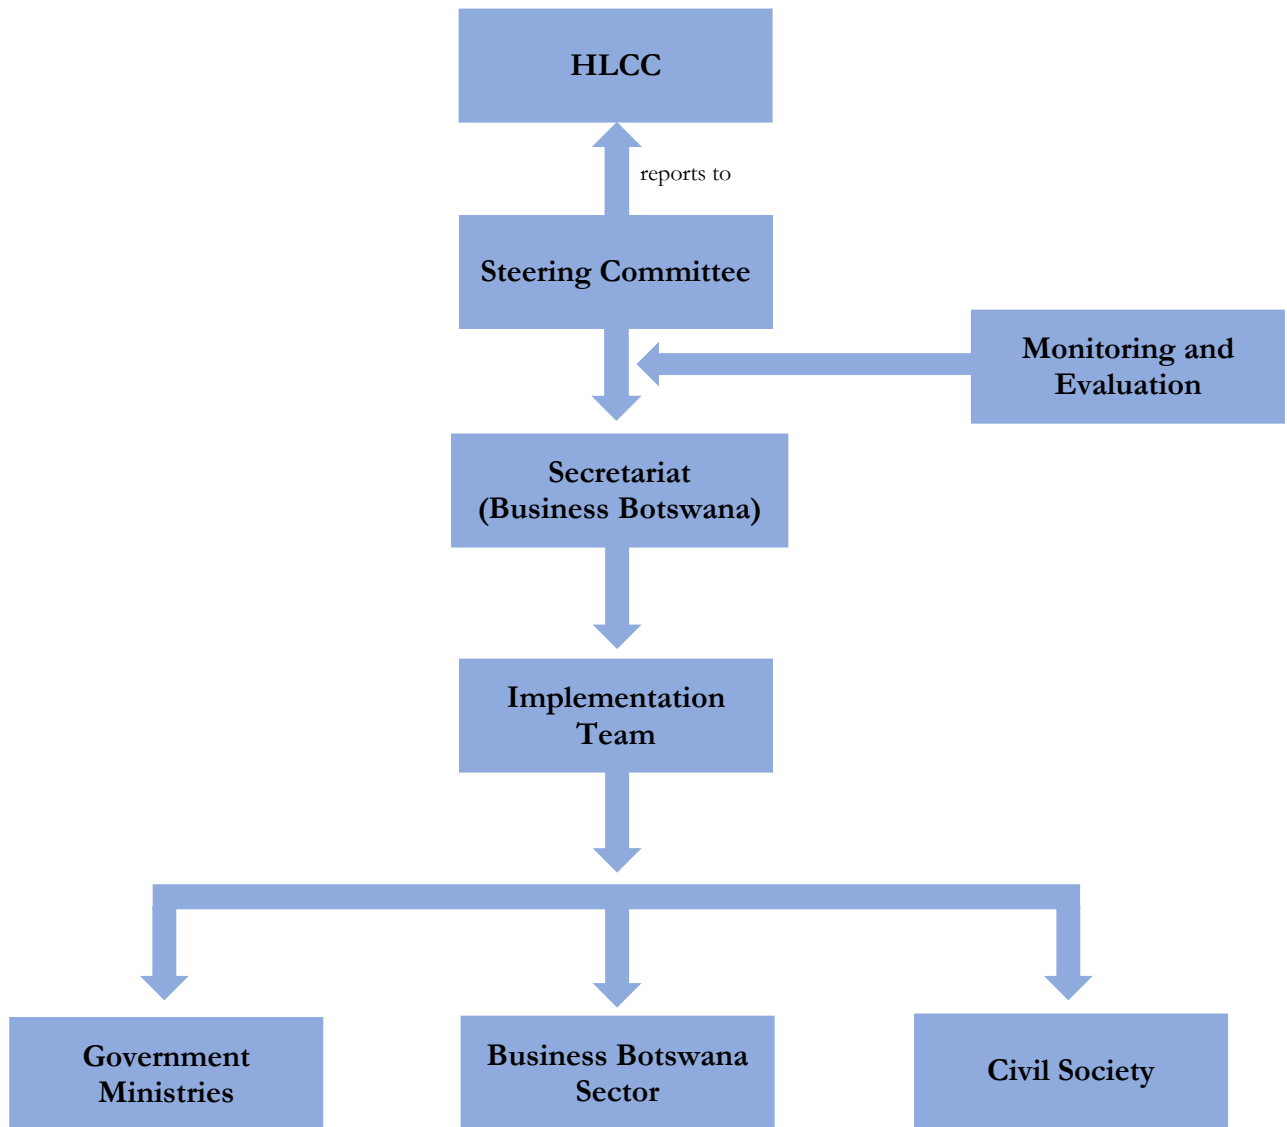 HLCC
reports to
Steering Committee
Monitoring and
Evaluation
Secretariat
(Business Botswana)
Implementation
Team
Government
Ministries
Business Botswana
Sector
Civil Society